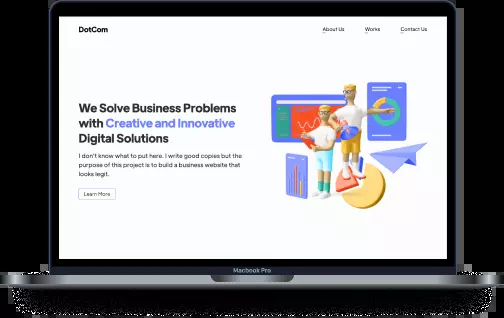 DotCom
About Us
Works
Contact Us
We Solve Business Problems
with Creative and Innovative
Digital Solutions
I don't know what to put here. I write good copies but the
purpose of this project is to build a business website that
looks legit.
Learn More
Macbook Pro